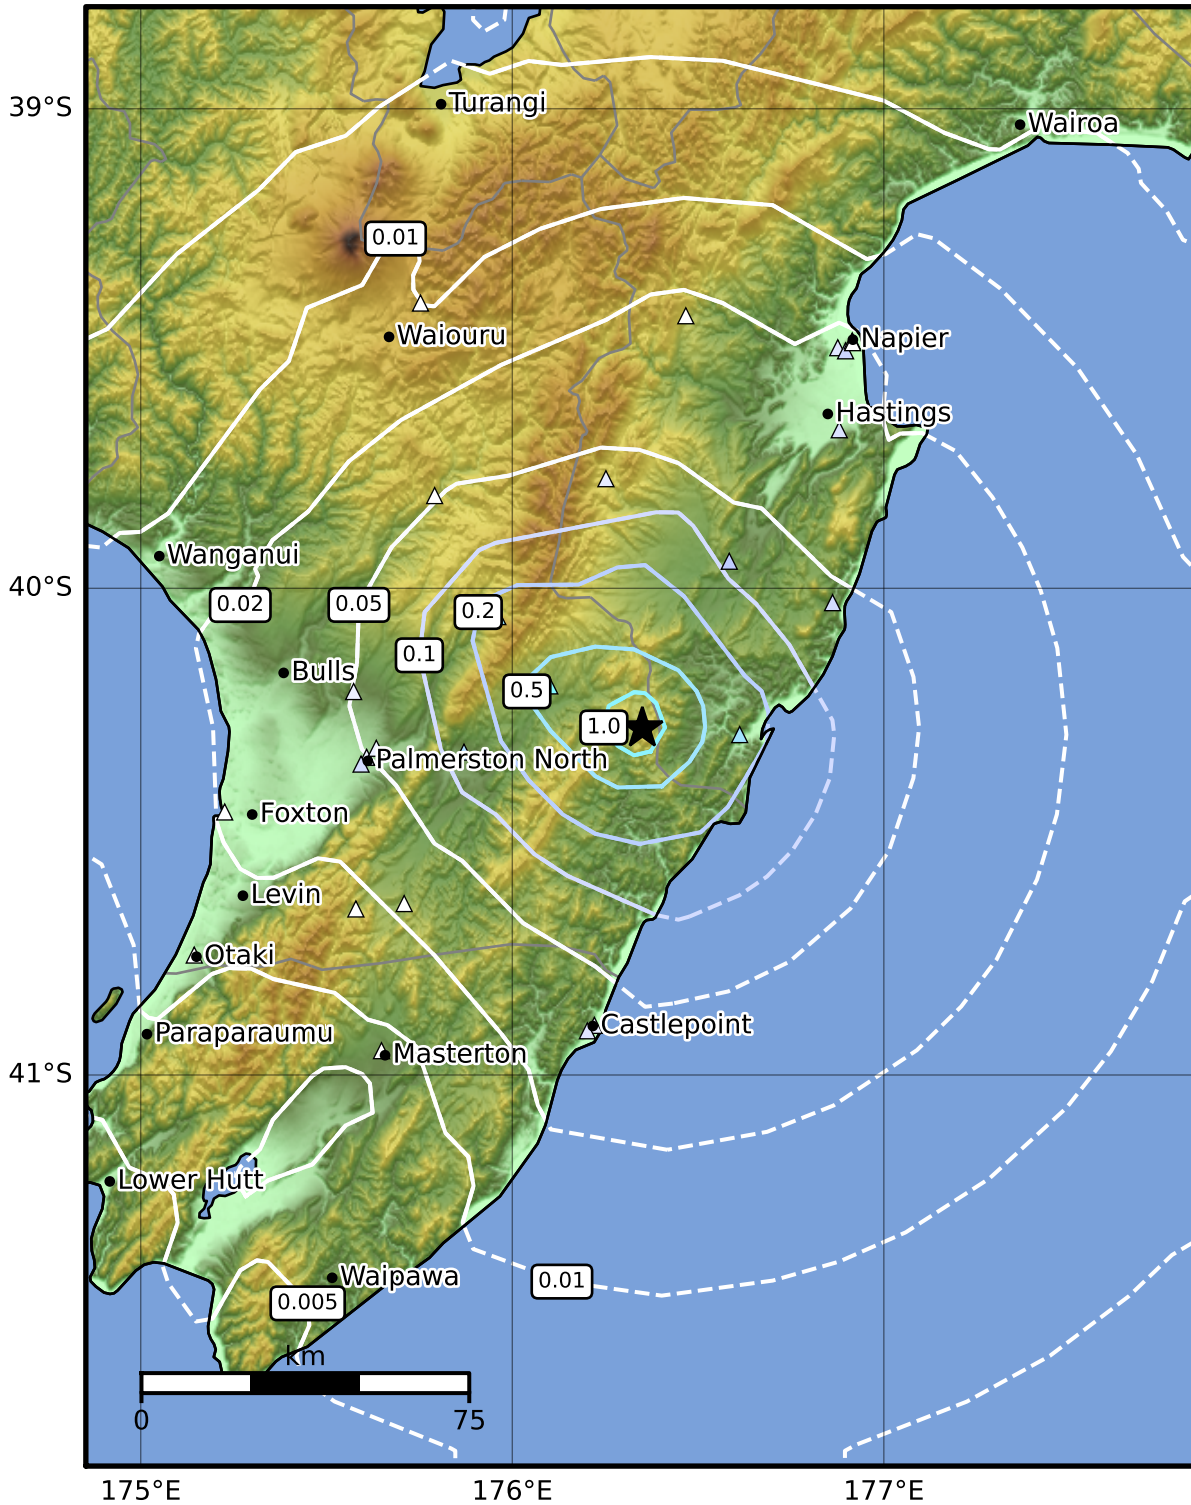 39°S
Turangi
Wairoa
0.01
Waiouru
Napier
Hastings
Wanganui
40°S
0.02
0.05
0.2
0.1
Bulls
0.5
1.0
Palmerston North
Foxton
Levin
Otaki
Castlepoint
Paraparaumu
Masterton
41°S
Lower Hutt
Waipawa
0.01
0.005
km
0
75
175°E
176°E
177°E